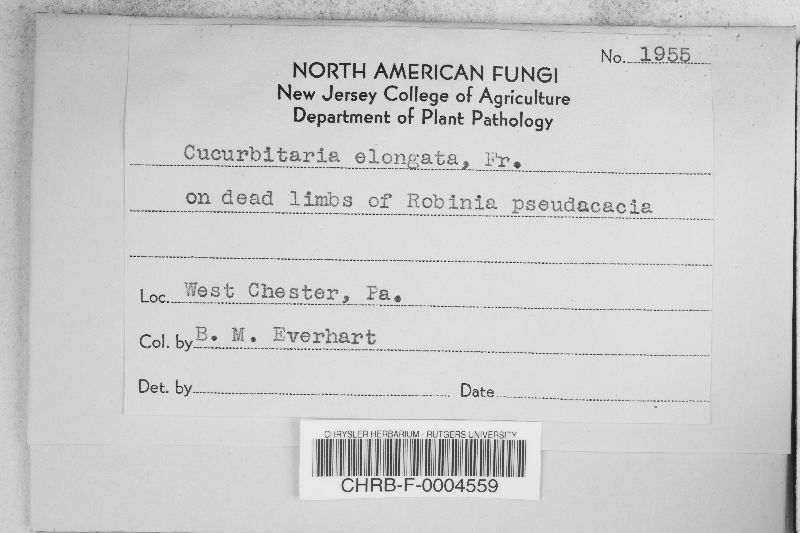 No. 1955
NORTH AMERICAN FUNGI
New Jersey College of Agriculture
Department of Plant Pathology
Cucurbitaria elongata, Fr.
on dead limbs of Robinia pseudacacia
Loc. West Chester, Pa.
Col. by B. M. Everhart
Det. by
Date
CHRYSLER HERBARIUM - RUTGERS UNIVERSITY
CHRB-F-0004559